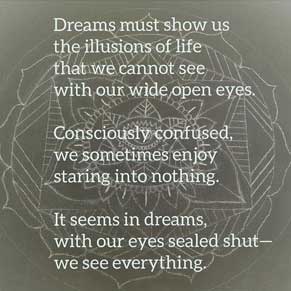 Dreams must show us
the illusions of life
that we cannot see
with our wide open eyes.
Consciously confused,
we sometimes enjoy
staring into nothing.
It seems in dreams,
with our eyes sealed shut—
we see everything.